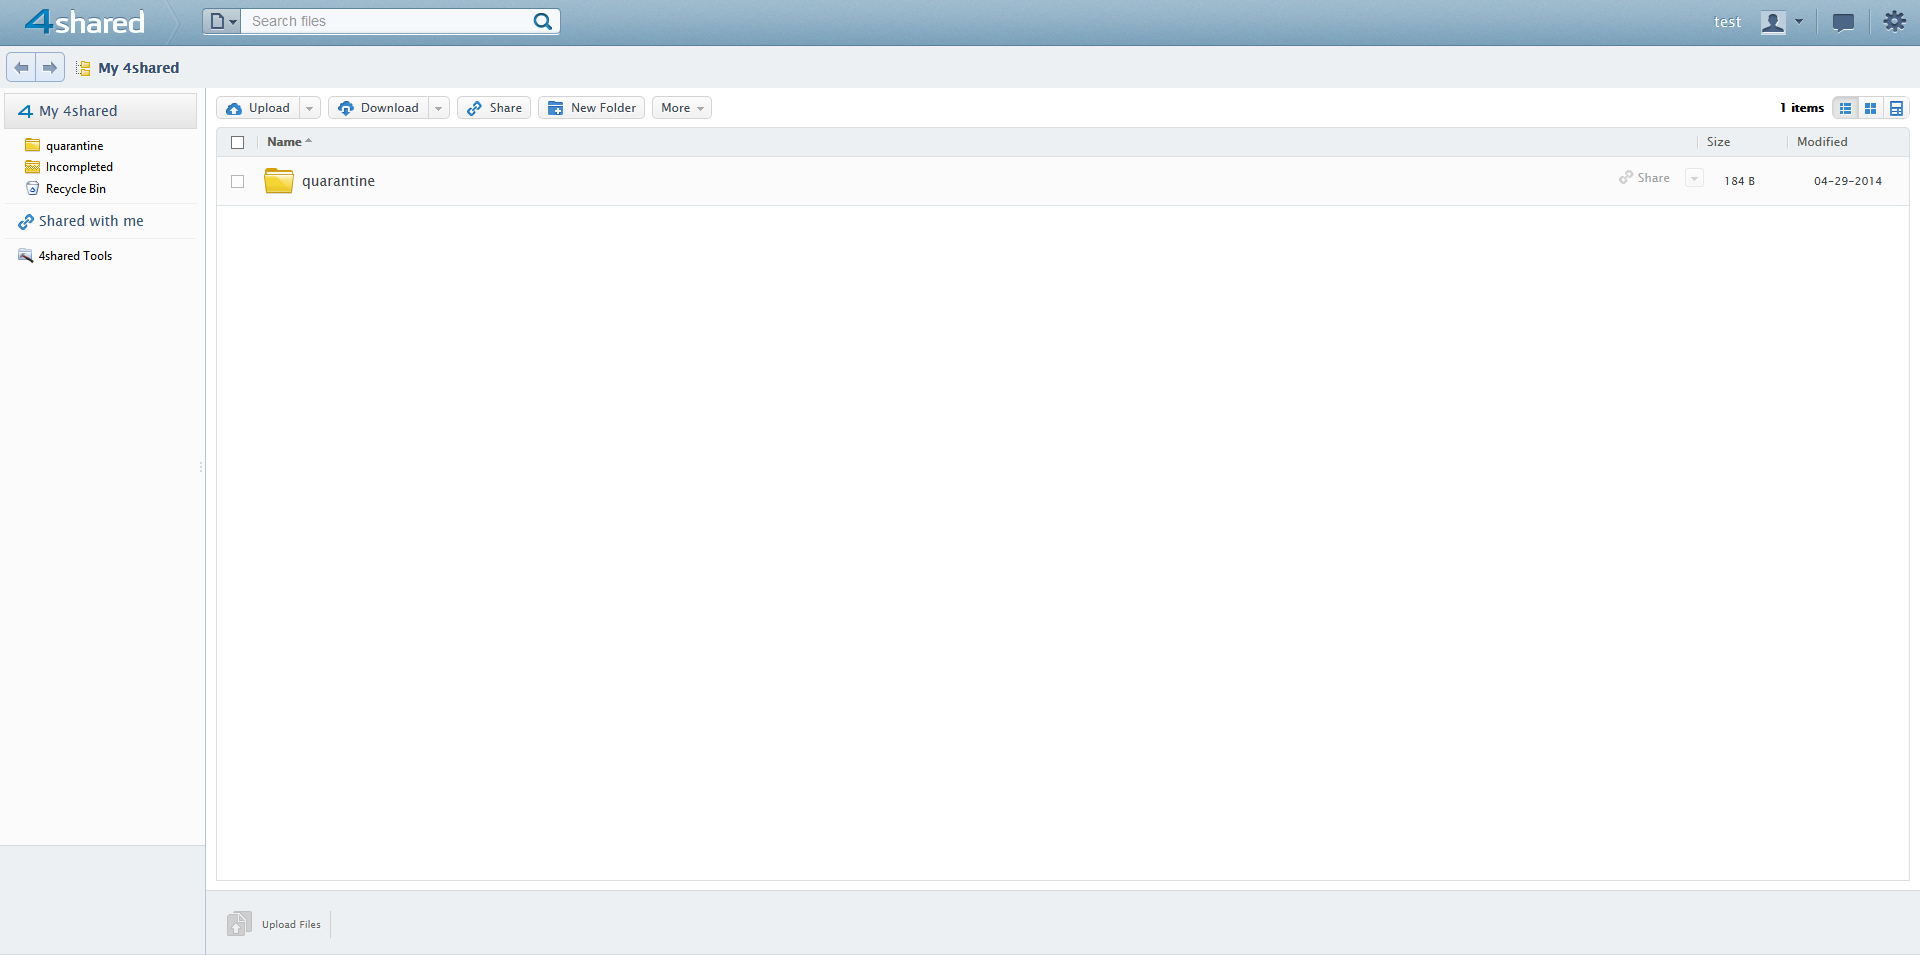 4shared
Search files
test
My 4shared
My 4shared
quarantine
Incompleted
Recycle Bin
Shared with me
4shared Tools
Upload Download Share New Folder More
1 items
Name Size Modified
quarantine Share 184 B 04-29-2014
Upload Files